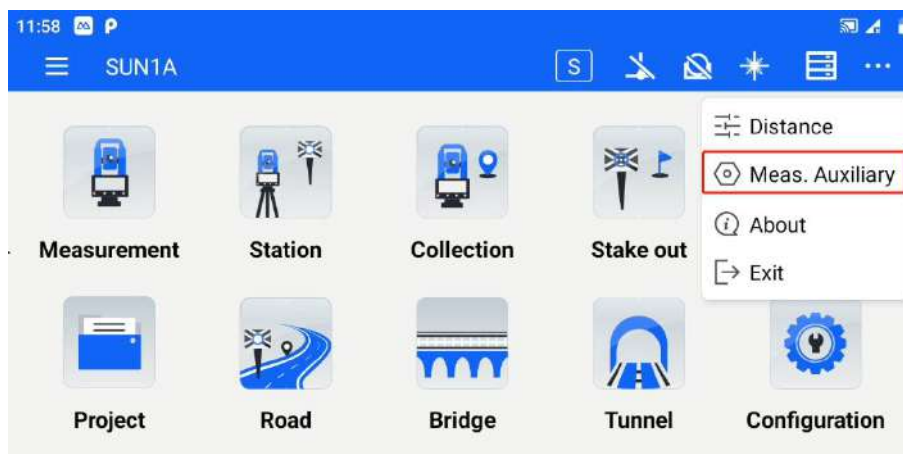 11:58
SUN1A
S
Distance
Meas. Auxiliary
About
Exit
Measurement
Station
Collection
Stake out
Project
Road
Bridge
Tunnel
Configuration